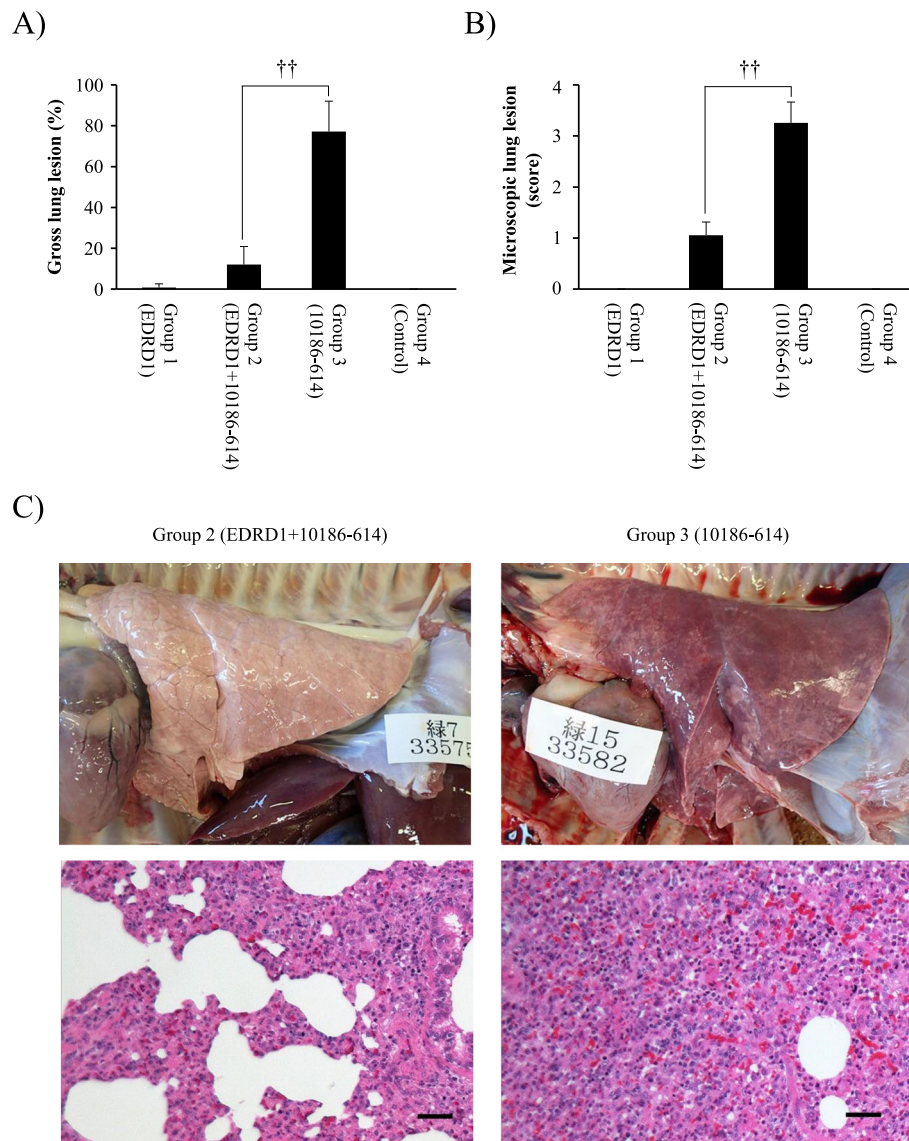 A)
Gross lung lesion (%)
††
100
80
60
40
20
0
Group 1
(EDRD1)
Group 2
(EDRD1+10186-614)
Group 3
(10186-614)
Group 4
(Control)
B)
Microscopic lung lesion
(score)
††
4
3
2
1
0
Group 1
(EDRD1)
Group 2
(EDRD1+10186-614)
Group 3
(10186-614)
Group 4
(Control)
C)
Group 2 (EDRD1+10186-614)
Group 3 (10186-614)
緑7
33575
緑15
33582